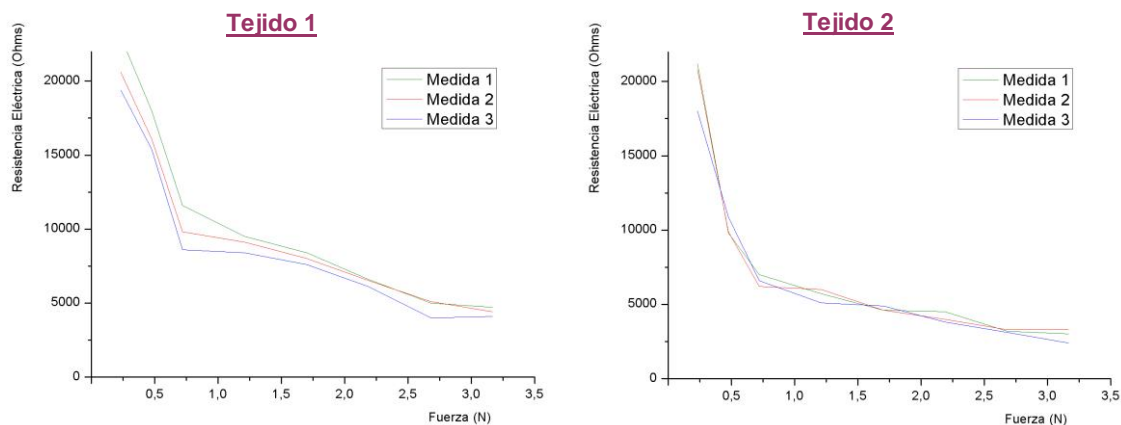 Tejido 1
Resistencia Eléctrica (Ohms)
Medida 1
Medida 2
Medida 3
20000
15000
10000
5000
0
0,5
1,0
1,5
2,0
2,5
3,0
3,5
Fuerza (N)
Tejido 2
Resistencia Eléctrica (Ohms)
Medida 1
Medida 2
Medida 3
20000
15000
10000
5000
0
0,5
1,0
1,5
2,0
2,5
3,0
3,5
Fuerza (N)